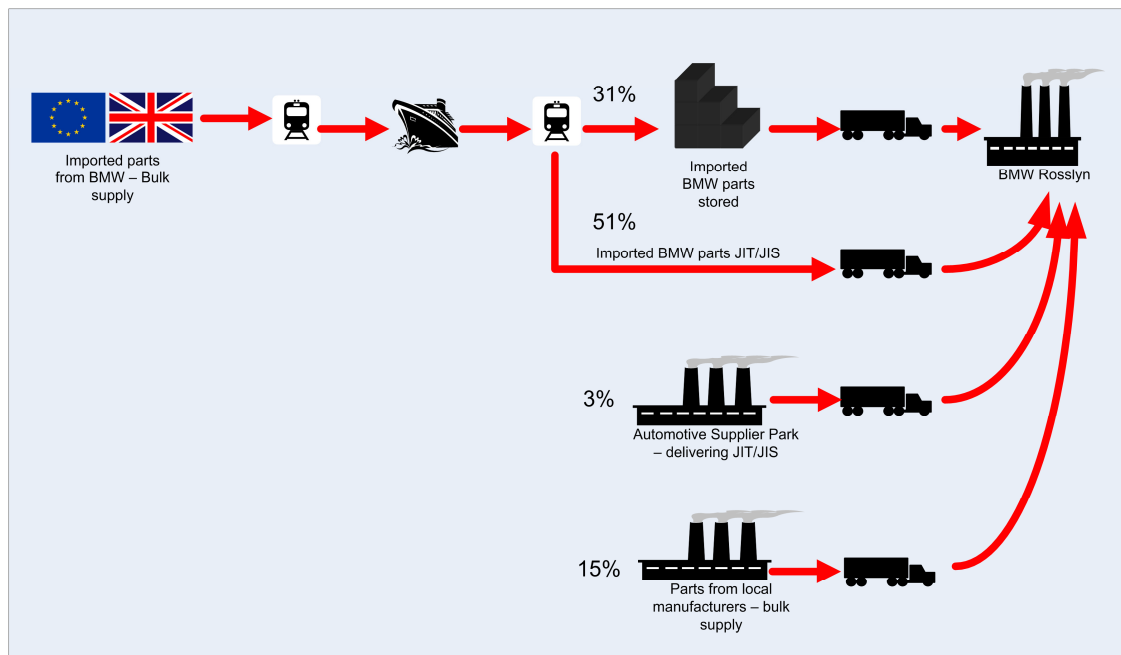 31%
Imported parts
from BMW – Bulk
supply
Imported
BMW parts
stored
BMW Rosslyn
51%
Imported BMW parts JIT/JIS
3%
Automotive Supplier Park
– delivering JIT/JIS
15%
Parts from local
manufacturers – bulk
supply